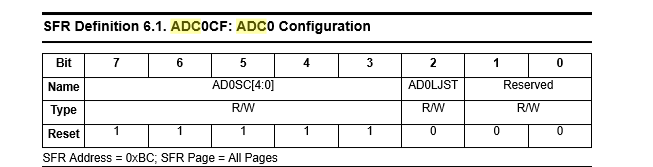 SFR Definition 6.1. ADC0CF: ADC0 Configuration
Bit 7 6 5 4 3 2 1 0
Name AD0SC[4:0] AD0LJST Reserved
Type R/W R/W R/W
Reset 1 1 1 1 1 0 0 0
SFR Address = 0xBC; SFR Page = All Pages